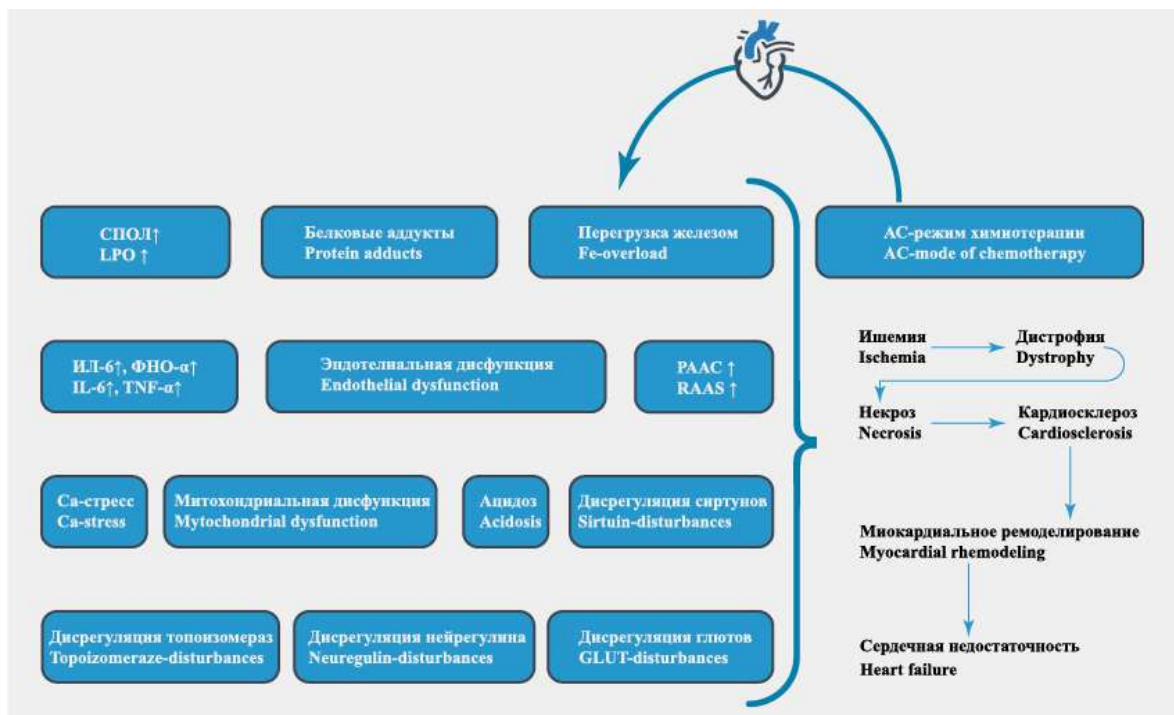 СПОЛ↑
LPO ↑
Белковые аддукты
Protein adducts
Перегрузка железом
Fe-overload
АС-режим химиотерапии
AC-mode of chemotherapy
ИЛ-6↑, ФНО-α↑
IL-6↑, TNF-α↑
Эндотелиальная дисфункция
Endothelial dysfunction
РААС ↑
RAAS ↑
Са-стресс
Ca-stress
Митохондриальная дисфункция
Mytochondrial dysfunction
Ацидоз
Acidosis
Дисрегуляция сиртунов
Sirtuin-disturbances
Дисрегуляция топоизомераз
Topoizomeraze-disturbances
Дисрегуляция нейрегулина
Neuregulin-disturbances
Дисрегуляция глютов
GLUT-disturbances
Ишемия
Ischemia
Дистрофия
Dystrophy
Некроз
Necrosis
Кардиосклероз
Cardiosclerosis
Миокардиальное ремоделирование
Myocardial rhemodeling
Сердечная недостаточность
Heart failure